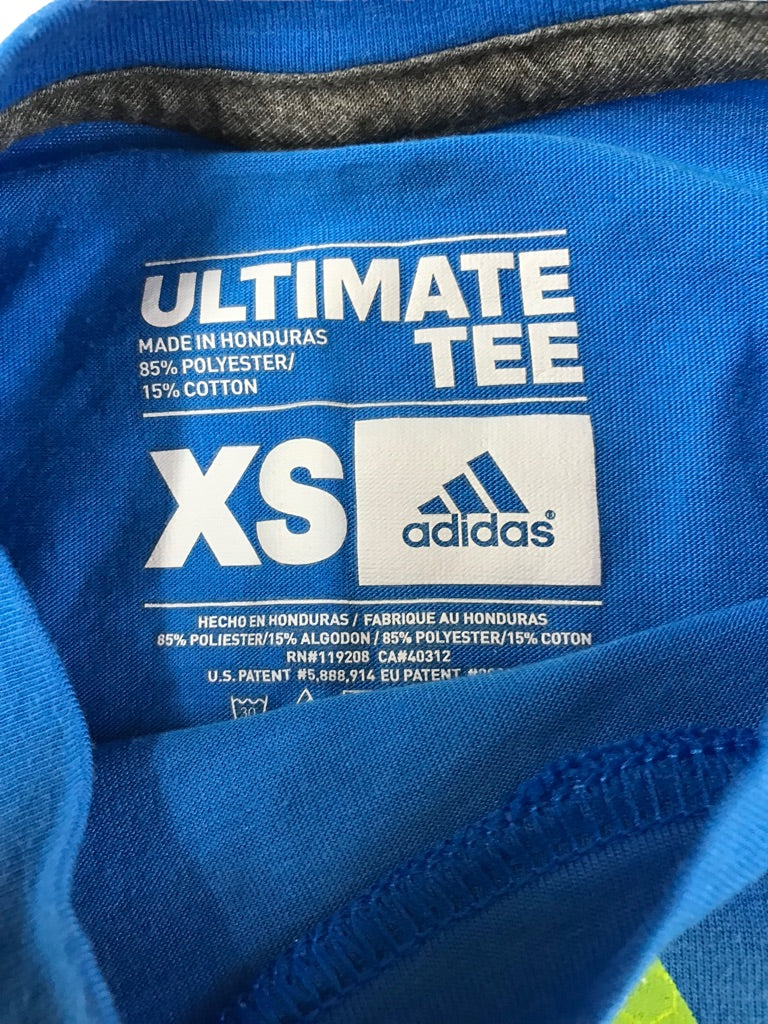 ULTIMATE
TEE
MADE IN HONDURAS
85% POLYESTER/
15% COTTON
XS
adidas®
HECHO EN HONDURAS / FABRIQUE AU HONDURAS
85% POLIESTER/15% ALGODON / 85% POLYESTER/15% COTON
RN#119208 CA#40312
U.S. PATENT #5,888,914 EU PATENT
30